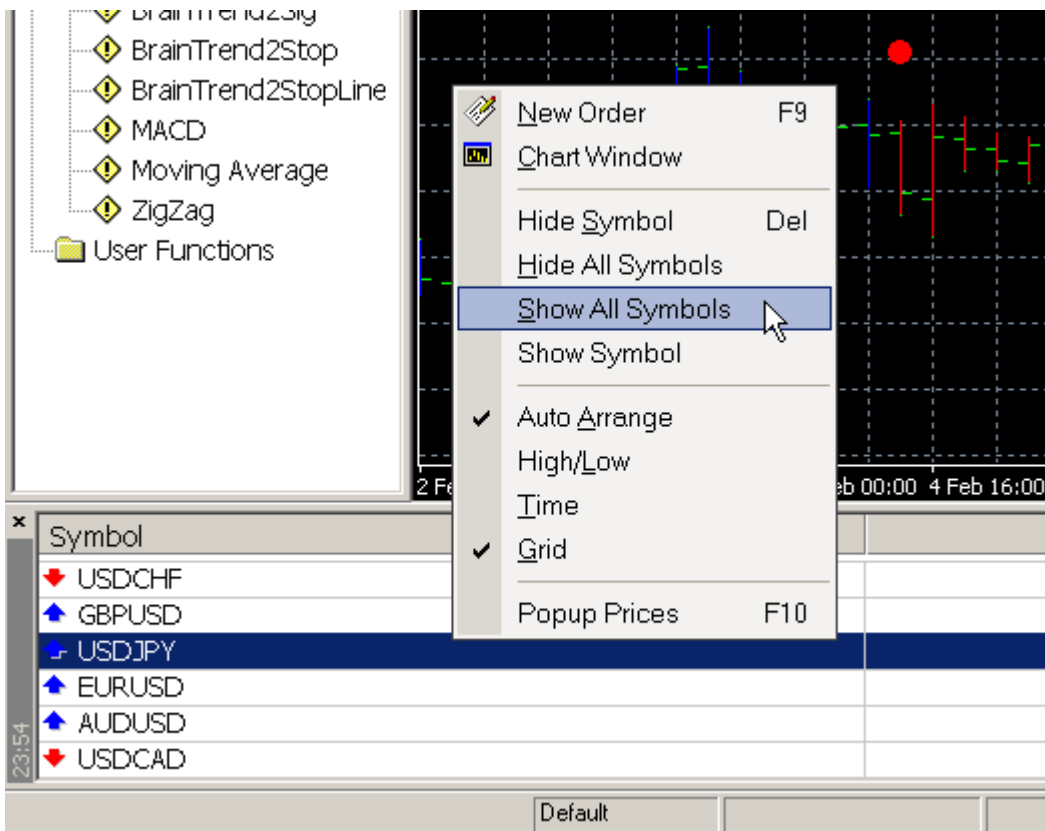 BrainTrend2Sig
BrainTrend2Stop
BrainTrend2StopLine
MACD
Moving Average
ZigZag
User Functions
New Order F9
Chart Window
Hide Symbol Del
Hide All Symbols
Show All Symbols
Show Symbol
Auto Arrange
High/Low
Time
Grid
Popup Prices F10
2 Fe
eb 00:00 4 Feb 16:00
x
Symbol
USDCHF
GBPUSD
USDJPY
EURUSD
AUDUSD
USDCAD
23:54
Default